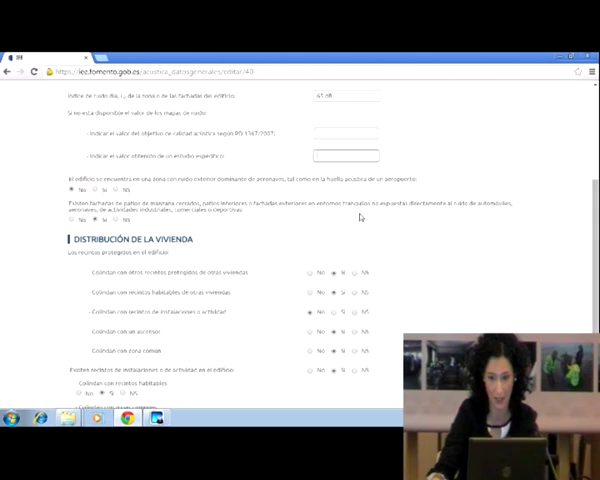 IEE
https://iee.fomento.gob.es/acustica_datosgenerales/editar/40
Índice de ruido día, L, de la zona o de las fachadas del edificio:
65 dB
Si no está disponible el valor de los mapas de ruido:
- Indicar el valor del objetivo de calidad acústica según RD 1367/2007:
- Indicar el valor obtenido de un estudio específico:
El edificio se encuentra en una zona con ruido exterior dominante de aeronaves, tal como en la huella acústica de un aeropuerto:
No Sí NS
Existen fachadas de patios de manzana cerrados, patios interiores o fachadas exteriores en entornos tranquilos no expuestas directamente al ruido de automóviles,
aeronaves, de actividades industriales, comerciales o deportivas
No Sí NS
DISTRIBUCIÓN DE LA VIVIENDA
Los recintos protegidos en el edificio:
- Colindan con otros recintos protegidos de otras viviendas No Sí NS
- Colindan con recintos habitables de otras viviendas No Sí NS
- Colindan con recintos de instalaciones o actividad No Sí NS
- Colindan con un ascensor No Sí NS
- Colindan con zona común No Sí NS
Existen recintos de instalaciones o de actividad en el edificio: No Sí NS
- Colindan con recintos habitables
No Sí NS